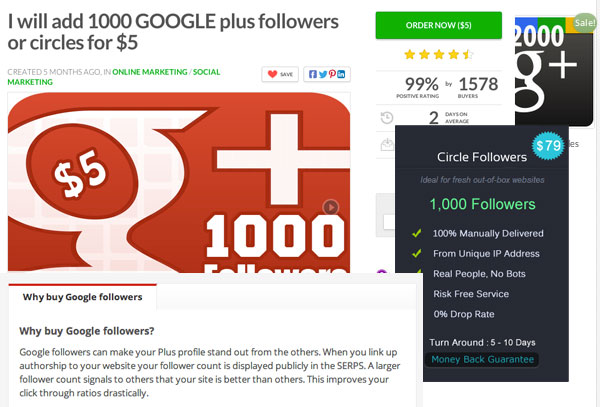 I will add 1000 GOOGLE plus followers
or circles for $5
CREATED 5 MONTHS AGO, IN ONLINE MARKETING / SOCIAL
MARKETING
SAVE
$5
1000
Followers
ORDER NOW ($5)
99% by 1578
POSITIVE RATING BUYERS
2 DAYS ON
AVERAGE
Sale!
2000
g+
$79
Circle Followers
Ideal for fresh out-of-box websites
1,000 Followers
100% Manually Delivered
From Unique IP Address
Real People, No Bots
Risk Free Service
0% Drop Rate
Turn Around : 5 - 10 Days
Money Back Guarantee
Why buy Google followers
Why buy Google followers?
Google followers can make your Plus profile stand out from the others. When you link up
authorship to your website your follower count is displayed publicly in the SERPS. A larger
follower count signals to others that your site is better than others. This improves your
click through ratios drastically.